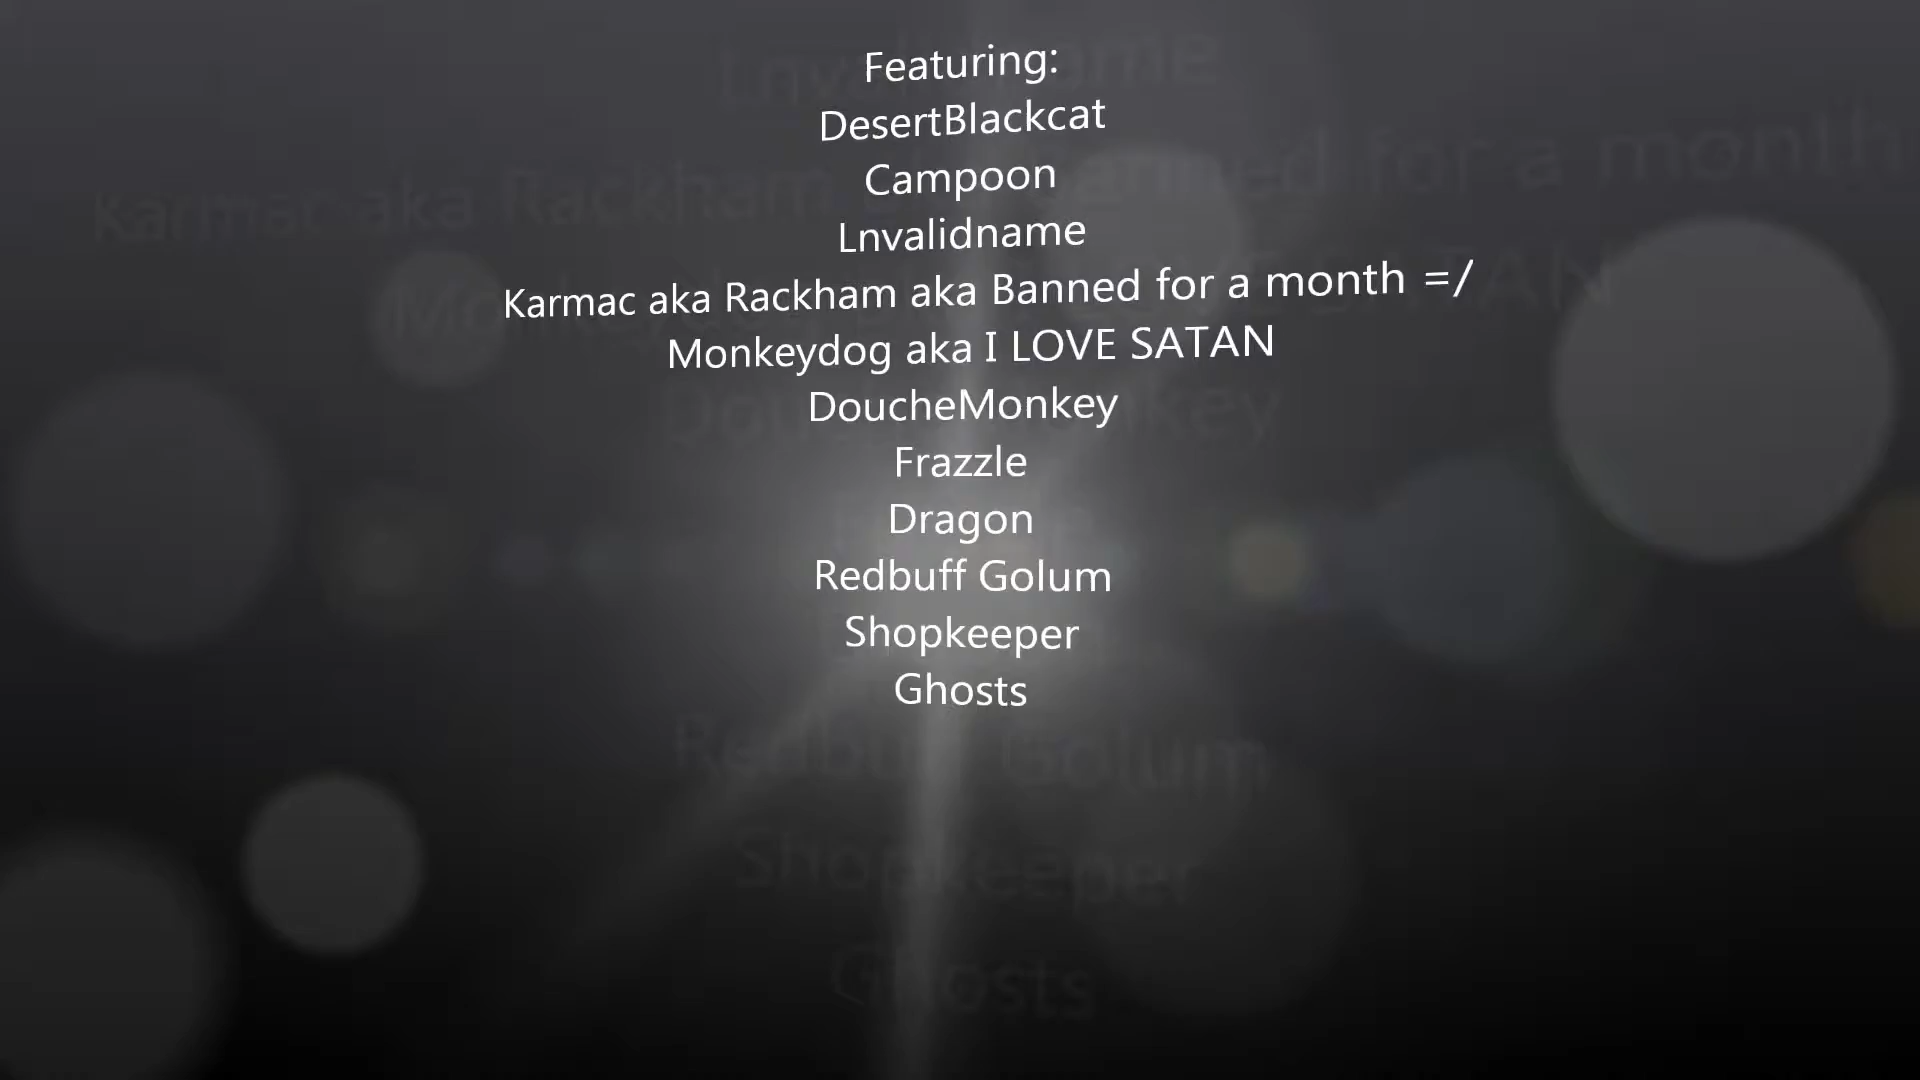 Featuring:
DesertBlackcat
Campoon
Lnvalidname
Karmac aka Rackham aka Banned for a month =/
Monkeydog aka I LOVE SATAN
DoucheMonkey
Frazzle
Dragon
Redbuff Golum
Shopkeeper
Ghosts